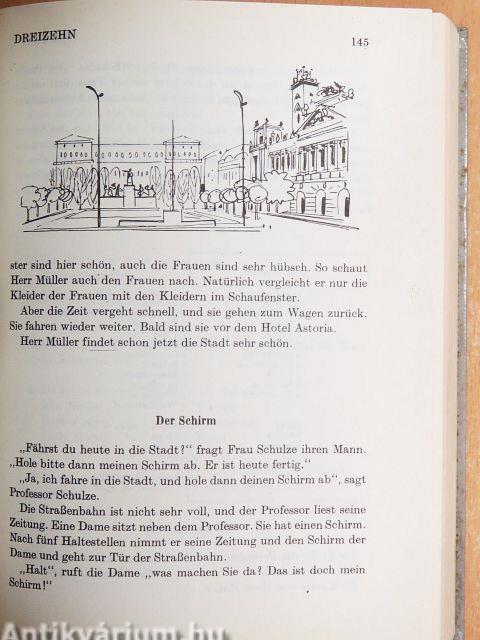 DREIZEHN
145
ster sind hier schön, auch die Frauen sind sehr hübsch. So schaut
Herr Müller auch den Frauen nach. Natürlich vergleicht er nur die
Kleider der Frauen mit den Kleidern im Schaufenster.
Aber die Zeit vergeht schnell, und sie gehen zum Wagen zurück.
Sie fahren wieder weiter. Bald sind sie vor dem Hotel Astoria.
Herr Müller findet schon jetzt die Stadt sehr schön.
Der Schirm
„Fährst du heute in die Stadt?“ fragt Frau Schulze ihren Mann.
„Hole bitte dann meinen Schirm ab. Er ist heute fertig.“
„Ja, ich fahre in die Stadt, und hole dann deinen Schirm ab“, sagt
Professor Schulze.
Die Straßenbahn ist nicht sehr voll, und der Professor liest seine
Zeitung. Eine Dame sitzt neben dem Professor. Sie hat einen Schirm.
Nach fünf Haltestellen nimmt er seine Zeitung und den Schirm der
Dame und geht zur Tür der Straßenbahn.
„Halt“, ruft die Dame „was machen Sie da? Das ist doch mein
Schirm!“
Antikvárium.hu